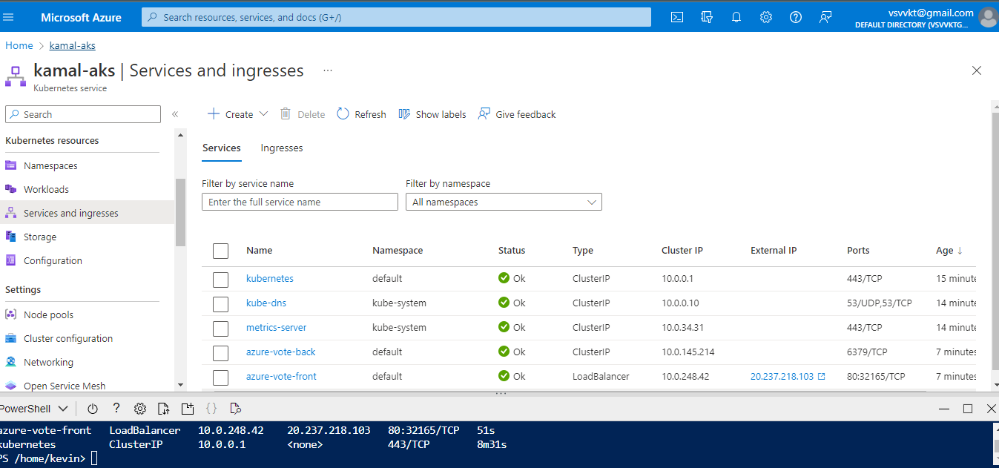 Microsoft Azure Search resources, services, and docs (G+/) vsvvkt@gmail.com
DEFAULT DIRECTORY (VSVVKTG...
Home > kamal-aks
kamal-aks | Services and ingresses ...
Kubernetes service
Search « + Create Delete Refresh Show labels Give feedback
Kubernetes resources
Namespaces
Workloads
Services and ingresses
Storage
Configuration
Settings
Node pools
Cluster configuration
Networking
Open Service Mesh
Services Ingresses
Filter by service name Filter by namespace
Enter the full service name All namespaces
Name Namespace Status Type Cluster IP External IP Ports Age ↓
kubernetes default Ok ClusterIP 10.0.0.1 443/TCP 15 minute
kube-dns kube-system Ok ClusterIP 10.0.0.10 53/UDP,53/TCP 14 minute
metrics-server kube-system Ok ClusterIP 10.0.34.31 443/TCP 14 minute
azure-vote-back default Ok ClusterIP 10.0.145.214 6379/TCP 7 minutes
azure-vote-front default Ok LoadBalancer 10.0.248.42 20.237.218.103 80:32165/TCP 7 minutes
PowerShell ? {}
azure-vote-front LoadBalancer 10.0.248.42 20.237.218.103 80:32165/TCP 51s
kubernetes ClusterIP 10.0.0.1 <none> 443/TCP 8m31s
PS /home/kevin>